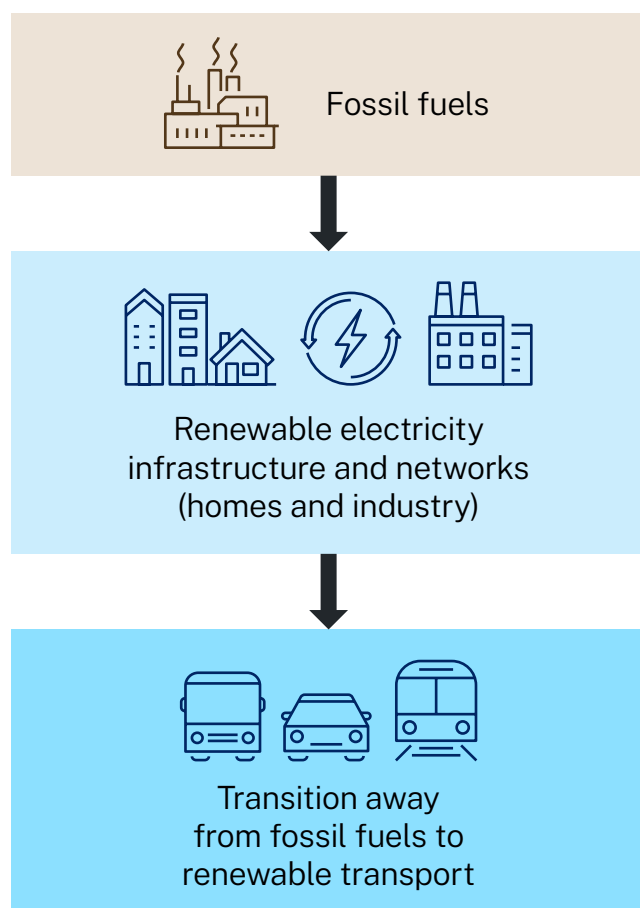 Fossil fuels
Renewable electricity
infrastructure and networks
(homes and industry)
Transition away
from fossil fuels to
renewable transport